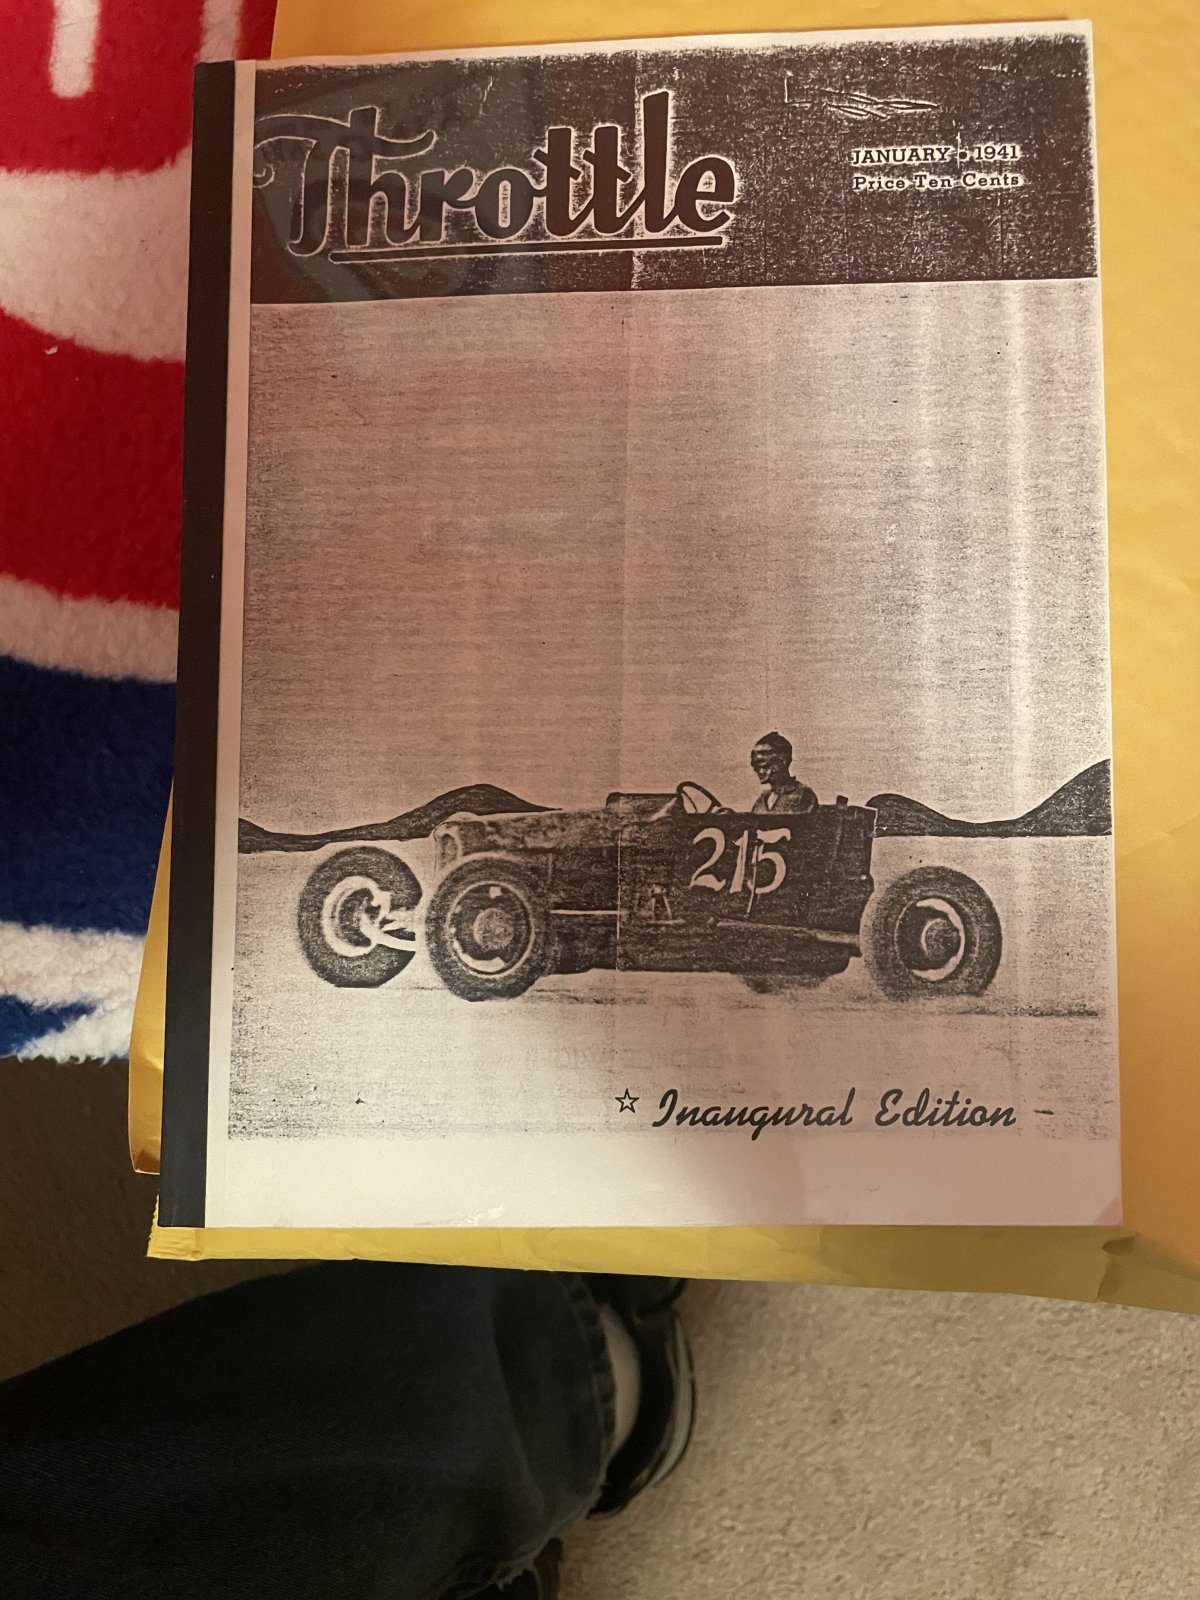 Throttle
JANUARY • 1941
Price Ten Cents
215
☆ Inaugural Edition